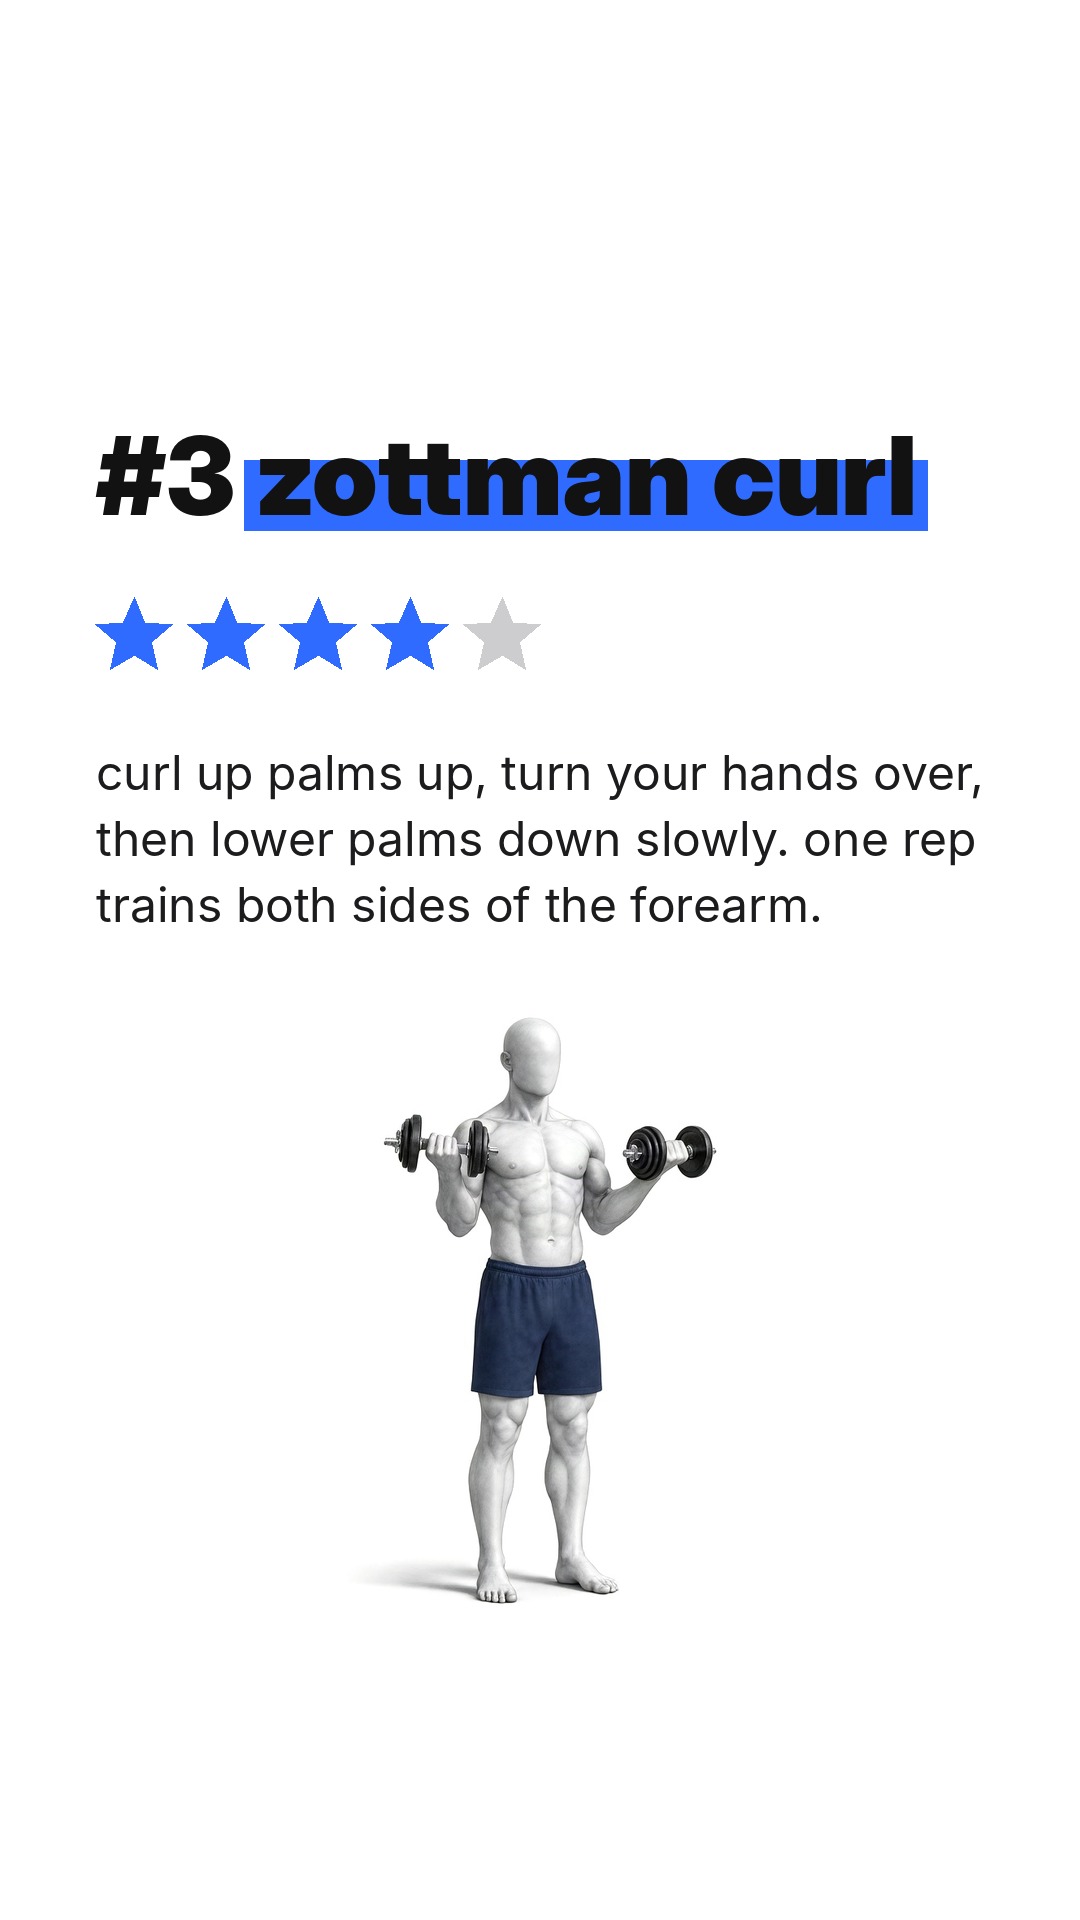 #3 zottman curl
curl up palms up, turn your hands over,
then lower palms down slowly. one rep
trains both sides of the forearm.